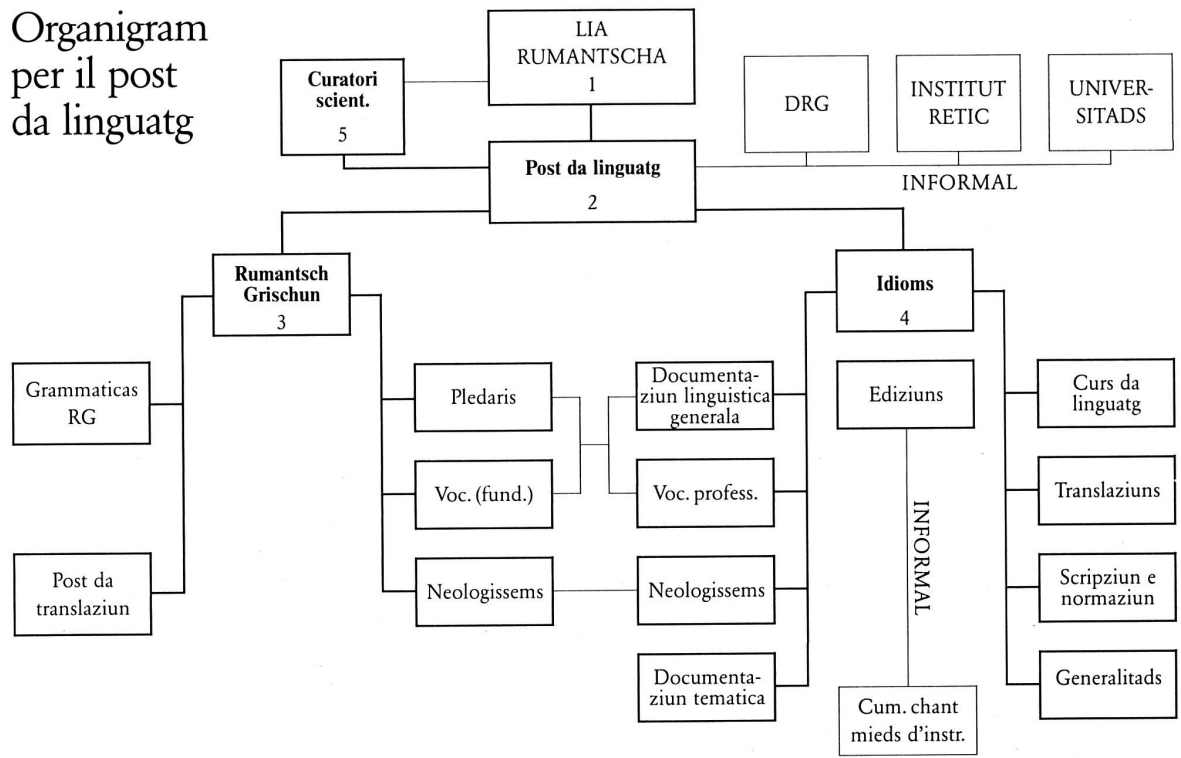 Organigram
per il post
da linguatg
LIA
RUMANTSCHA
1
Curatori
scient.
5
DRG
INSTITUT
RETIC
UNIVER-
SITADS
INFORMAL
Post da linguatg
2
Rumantsch
Grischun
3
Idioms
4
Grammaticas
RG
Post da
translaziun
Pledaris
Voc. (fund.)
Neologissems
Documenta-
ziun linguistica
generala
Voc. profess.
Neologissems
Documenta-
ziun tematica
Ediziuns
INFORMAL
Cum. chant
mieds d'instr.
Curs da
linguatg
Translaziuns
Scripziun e
normaziun
Generalitads